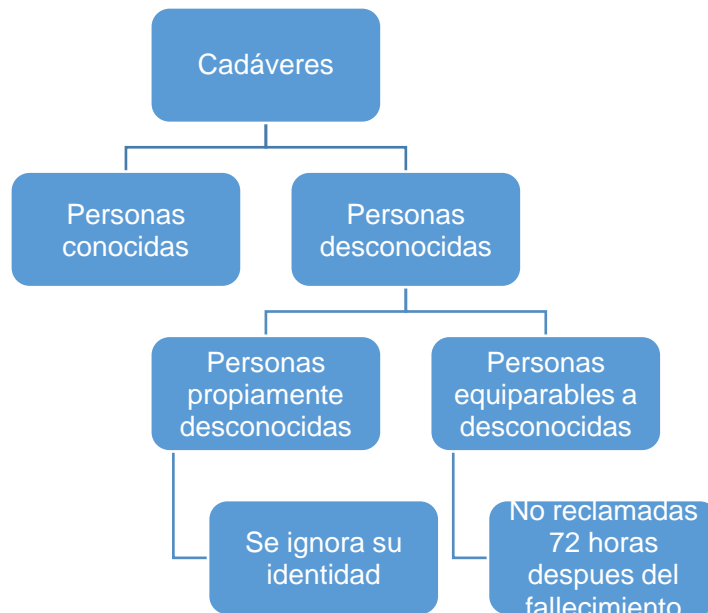 Cadáveres
Personas
conocidas
Personas
desconocidas
Personas
propiamente
desconocidas
Personas
equiparables a
desconocidas
Se ignora su
identidad
No reclamadas
72 horas
despues del
fallecimiento